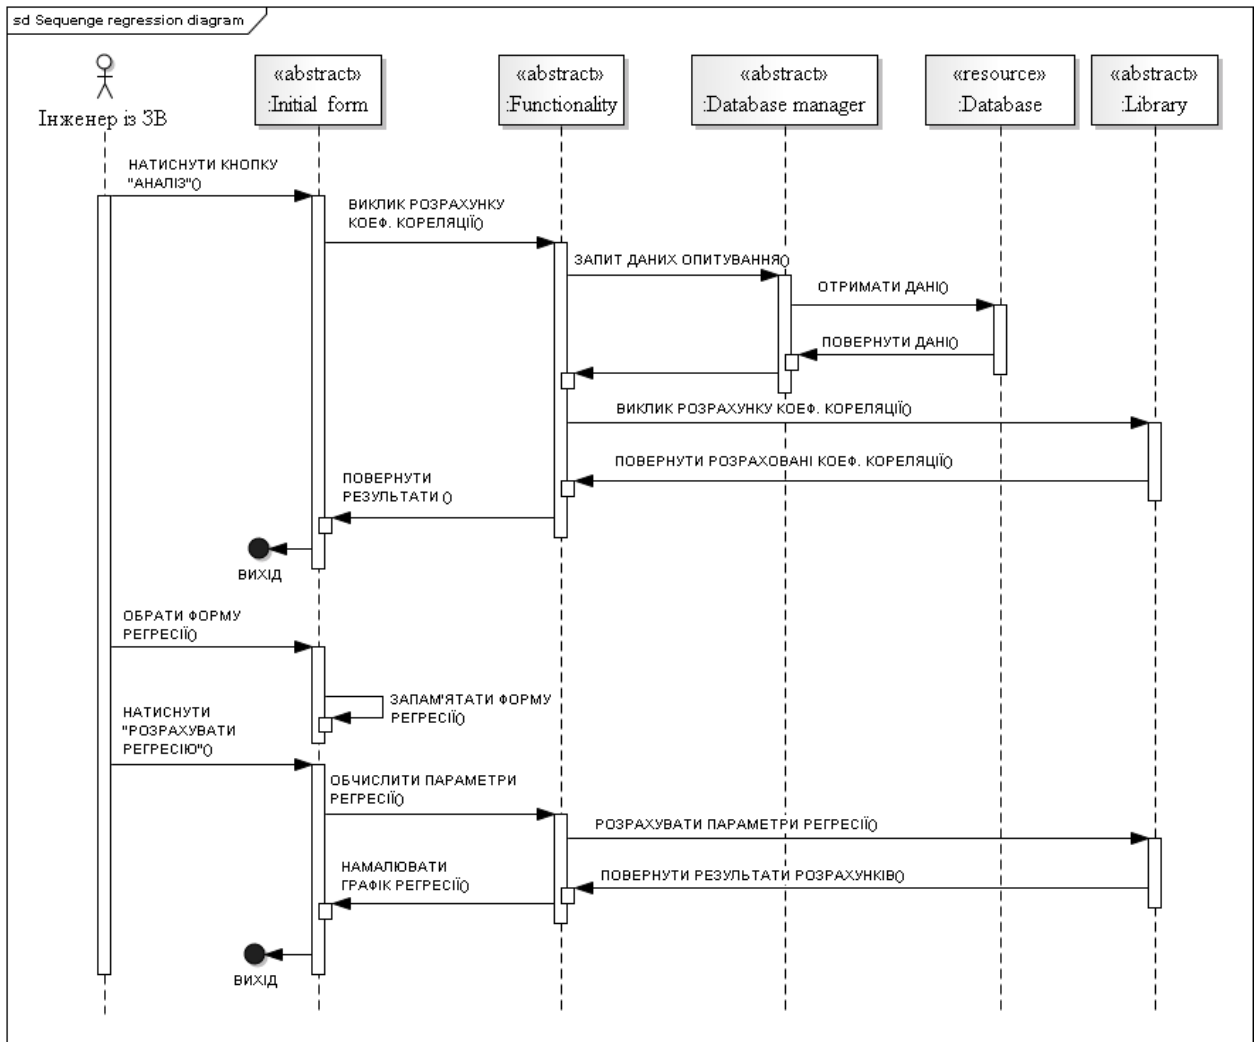 sd Sequenge regression diagram
Інженер із ЗВ
«abstract»
:Initial form
«abstract»
:Functionality
«abstract»
:Database manager
«resource»
:Database
«abstract»
:Library
НАТИСНУТИ КНОПКУ
"АНАЛІЗ"()
ВИКЛИК РОЗРАХУНКУ
КОЕФ. КОРЕЛЯЦІЇ()
ЗАПИТ ДАНИХ ОПИТУВАННЯ()
ОТРИМАТИ ДАНІ()
ПОВЕРНУТИ ДАНІ()
ВИКЛИК РОЗРАХУНКУ КОЕФ. КОРЕЛЯЦІЇ()
ПОВЕРНУТИ РОЗРАХОВАНІ КОЕФ. КОРЕЛЯЦІЇ()
ПОВЕРНУТИ
РЕЗУЛЬТАТИ ()
ВИХІД
ОБРАТИ ФОРМУ
РЕГРЕСІЇ()
ЗАПАМ'ЯТАТИ ФОРМУ
РЕГРЕСІЇ()
НАТИСНУТИ
"РОЗРАХУВАТИ
РЕГРЕСІЮ"()
ОБЧИСЛИТИ ПАРАМЕТРИ
РЕГРЕСІЇ()
РОЗРАХУВАТИ ПАРАМЕТРИ РЕГРЕСІЇ()
НАМАЛЮВАТИ
ГРАФІК РЕГРЕСІЇ()
ПОВЕРНУТИ РЕЗУЛЬТАТИ РОЗРАХУНКІВ()
ВИХІД